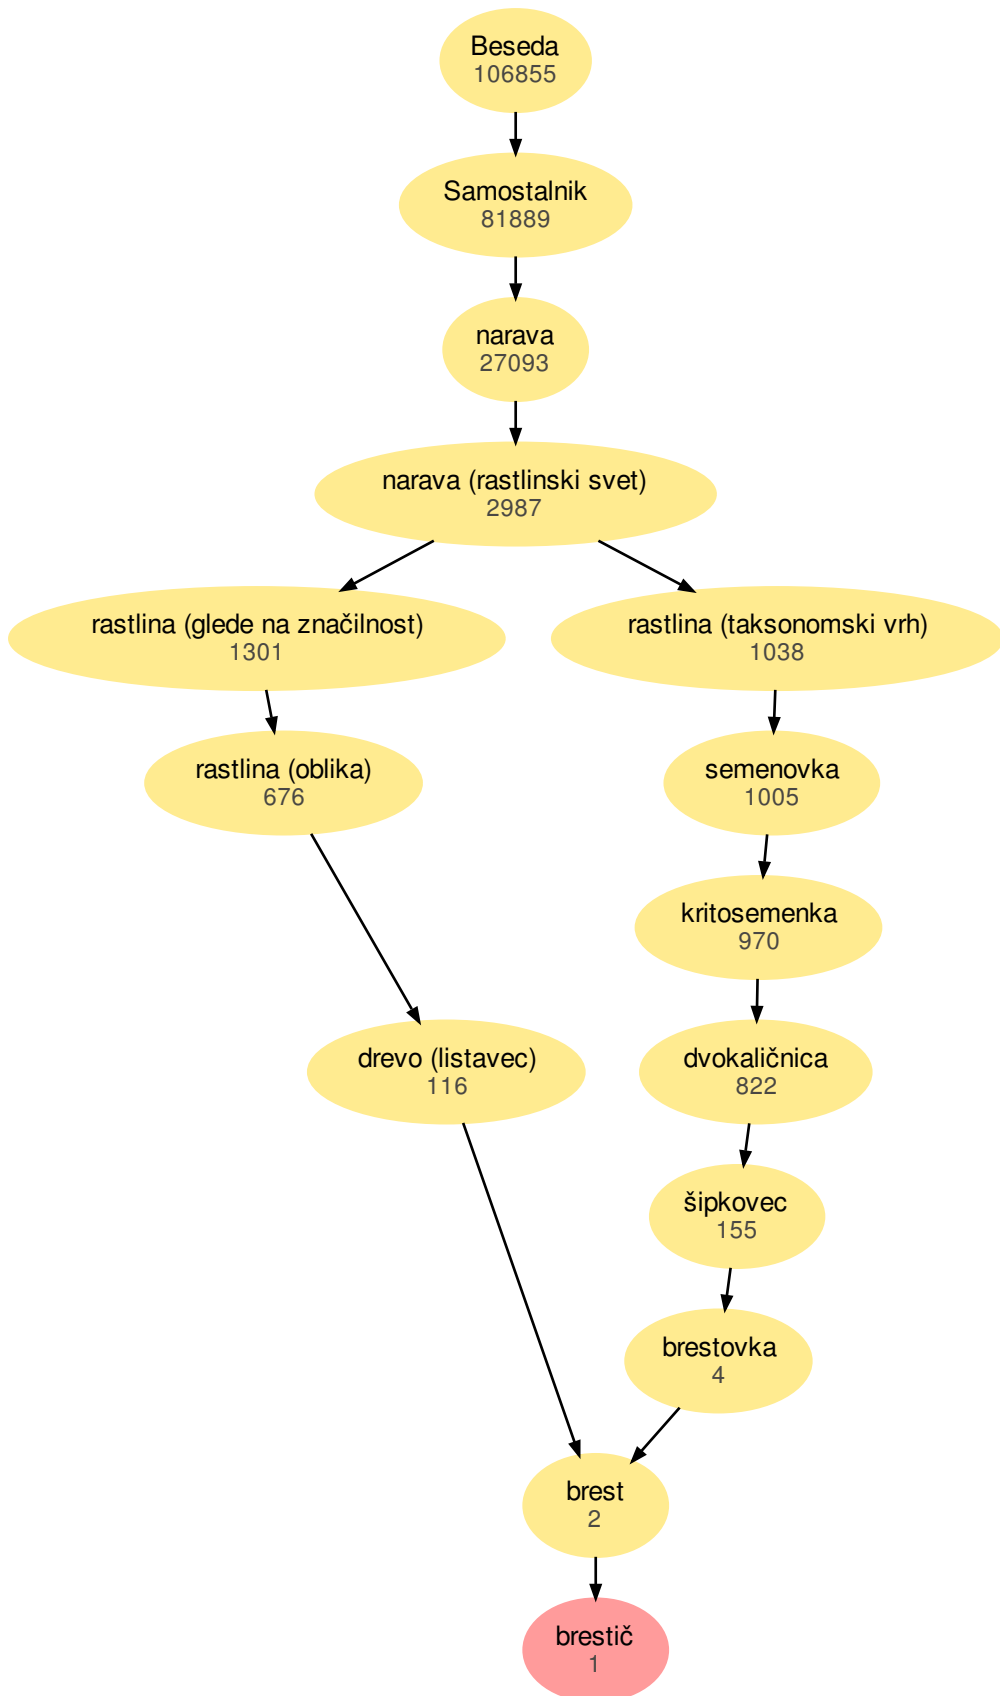 Beseda
106855
Samostalnik
81889
narava
27093
narava (rastlinski svet)
2987
rastlina (glede na značilnost)
1301
rastlina (taksonomski vrh)
1038
rastlina (oblika)
676
semenovka
1005
kritosemenka
970
drevo (listavec)
116
dvokaličnica
822
šipkovec
155
brestovka
4
brest
2
brestič
1